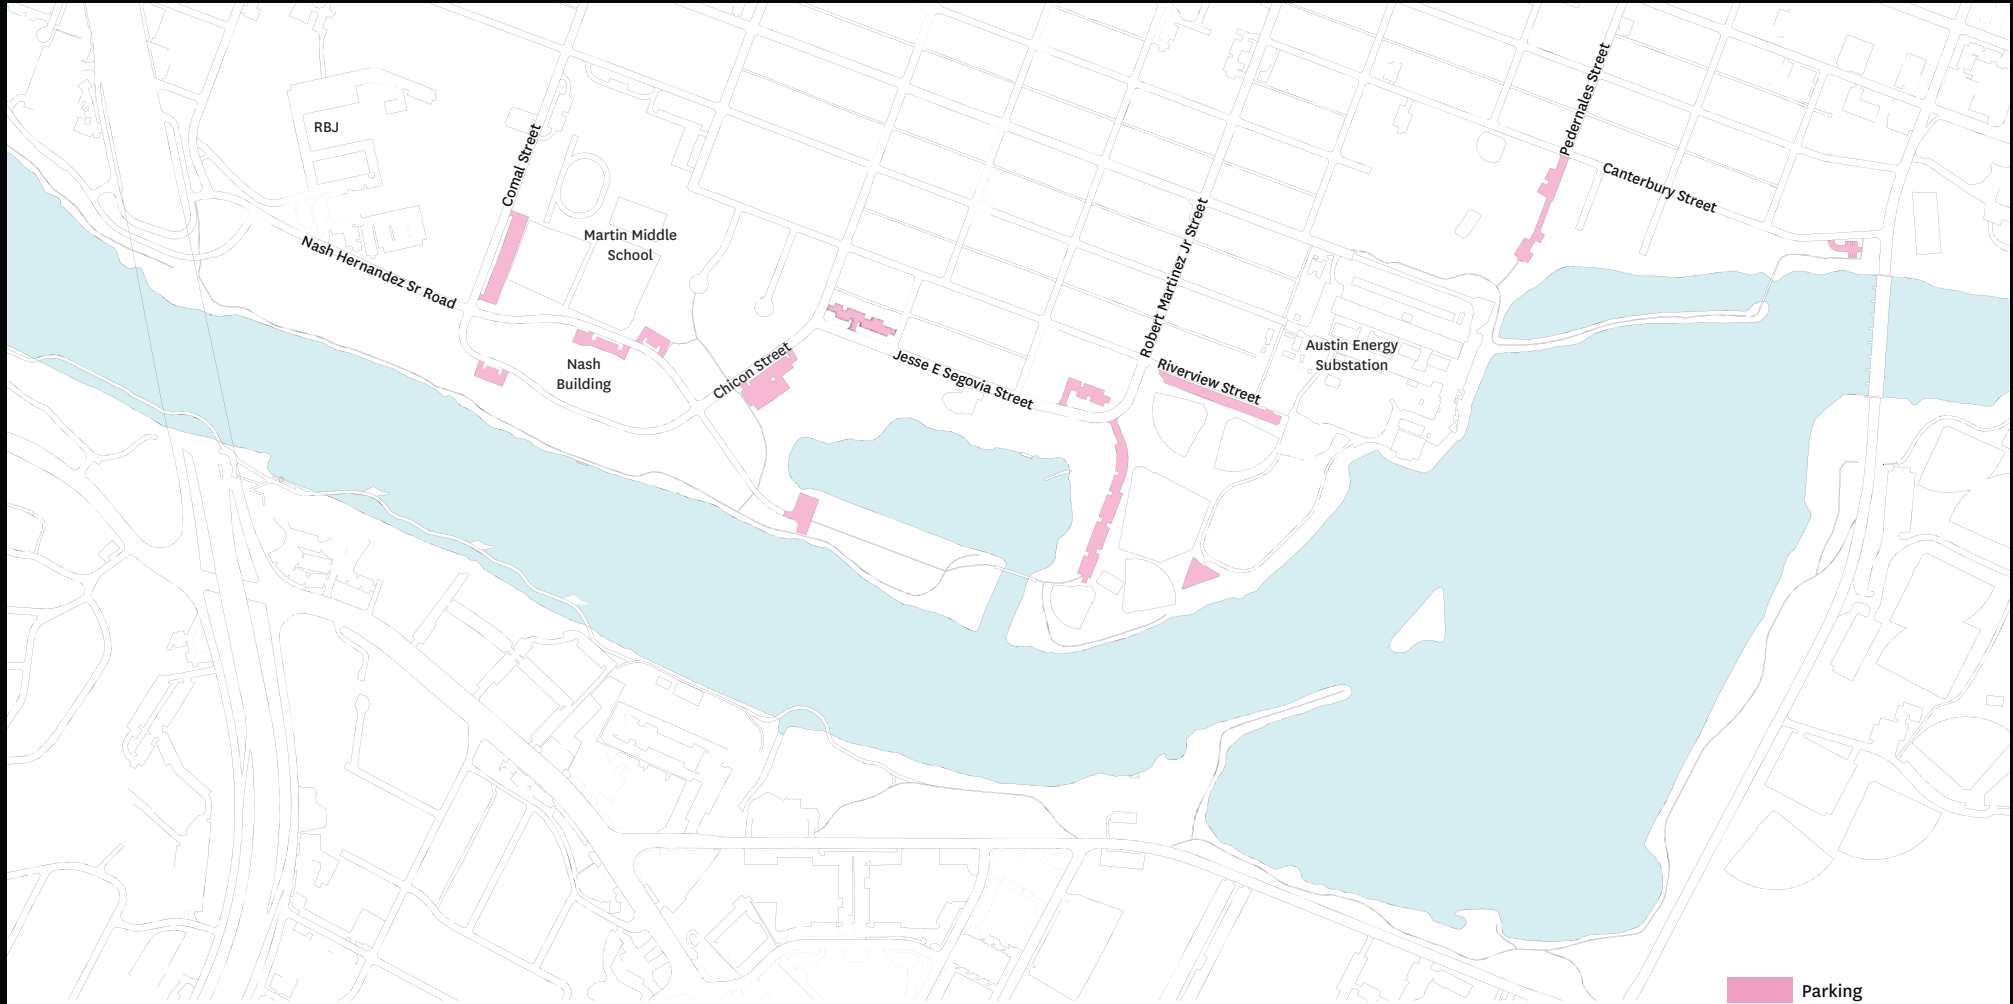 Pedernales Street
RBJ
Comal Street
Canterbury Street
Martin Middle
School
Nash Hernandez Sr Road
Robert Martinez Jr Street
Austin Energy
Substation
Nash
Building
Chicon Street
Jesse E Segovia Street
Riverview Street
Parking